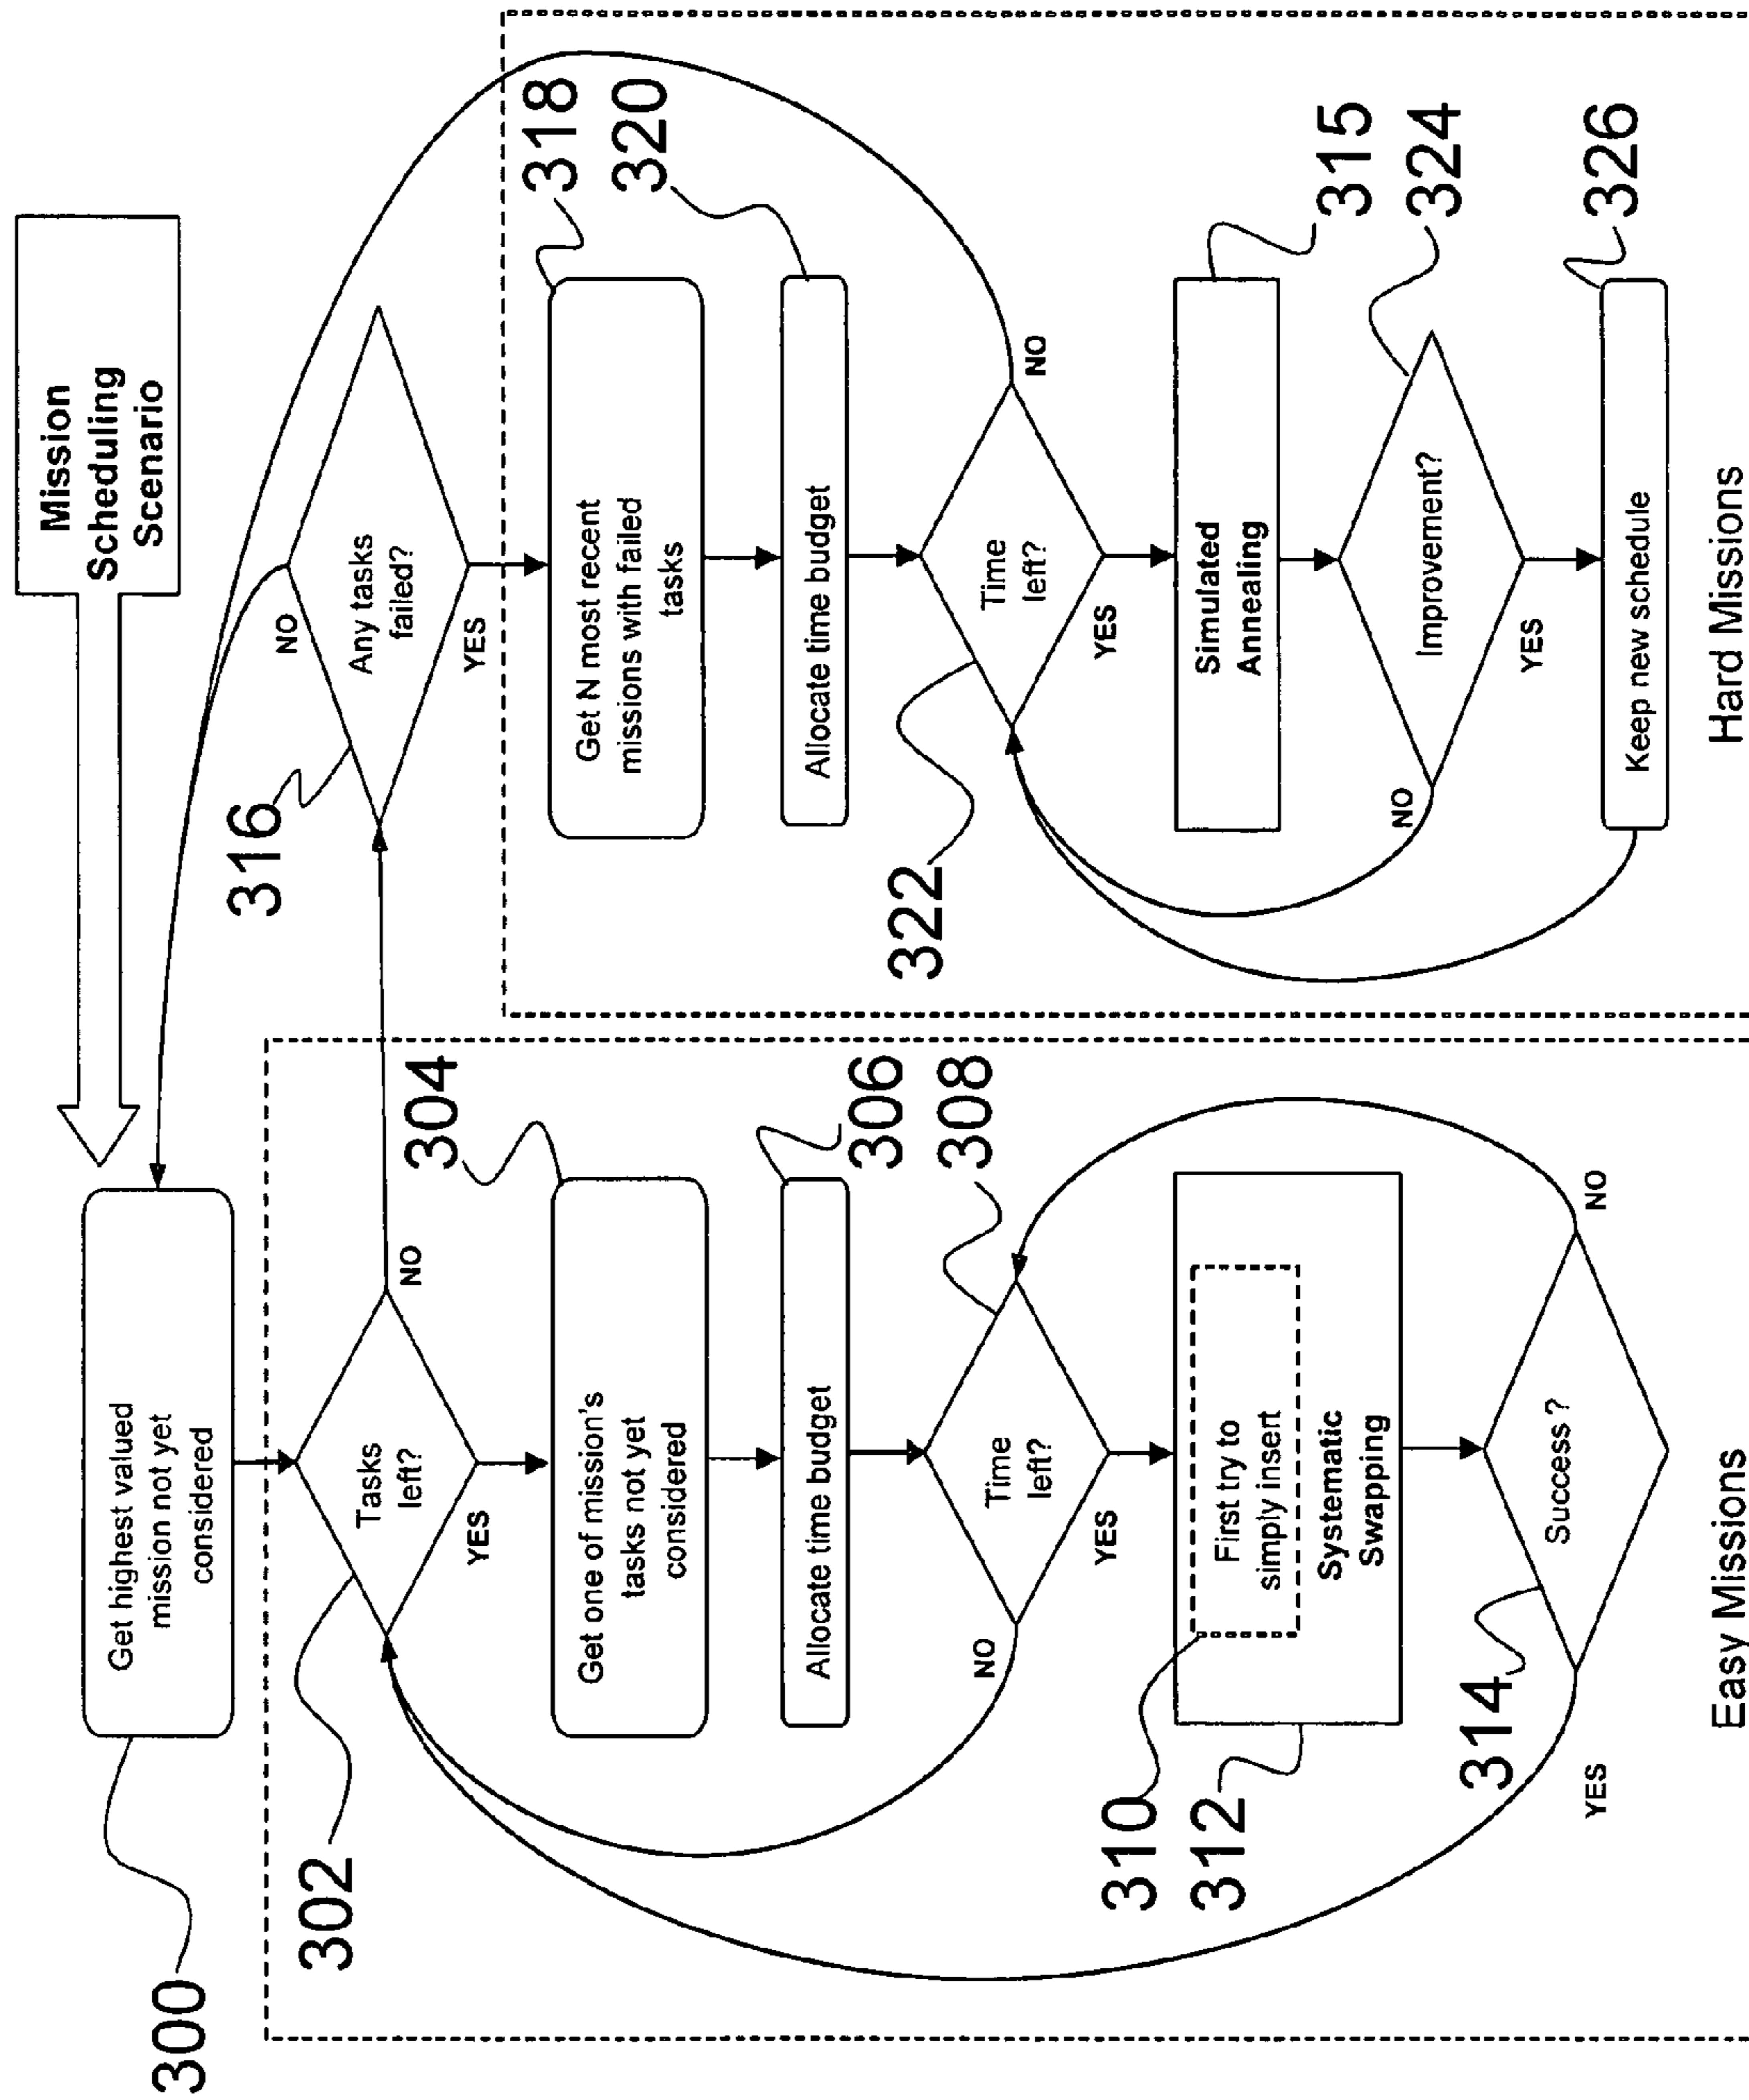 Mission
Scheduling
Scenario
300
Get highest valued
mission not yet
considered
302
Tasks
left?
NO
YES
304
Get one of mission's
tasks not yet
considered
306
Allocate time budget
308
Time
left?
NO
YES
310
First try to
simply insert
312
Systematic
Swapping
314
Success ?
YES
NO
Easy Missions
316
Any tasks
failed?
NO
YES
318
Get N most recent
missions with failed
tasks
320
Allocate time budget
322
Time
left?
NO
YES
315
Simulated
Annealing
324
Improvement?
NO
YES
326
Keep new schedule
Hard Missions